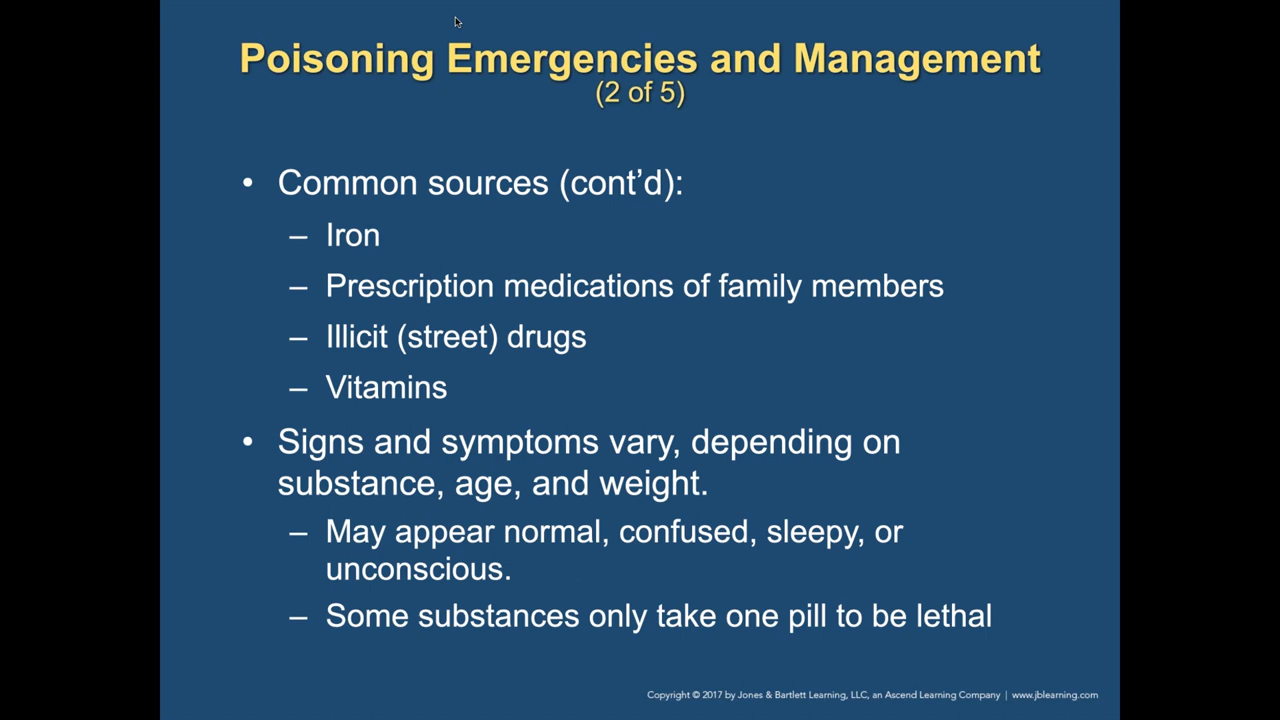 Poisoning Emergencies and Management
(2 of 5)
• Common sources (cont’d):
– Iron
– Prescription medications of family members
– Illicit (street) drugs
– Vitamins
• Signs and symptoms vary, depending on
substance, age, and weight.
– May appear normal, confused, sleepy, or
unconscious.
– Some substances only take one pill to be lethal
Copyright © 2017 by Jones & Bartlett Learning, LLC, an Ascend Learning Company | www.jblearning.com